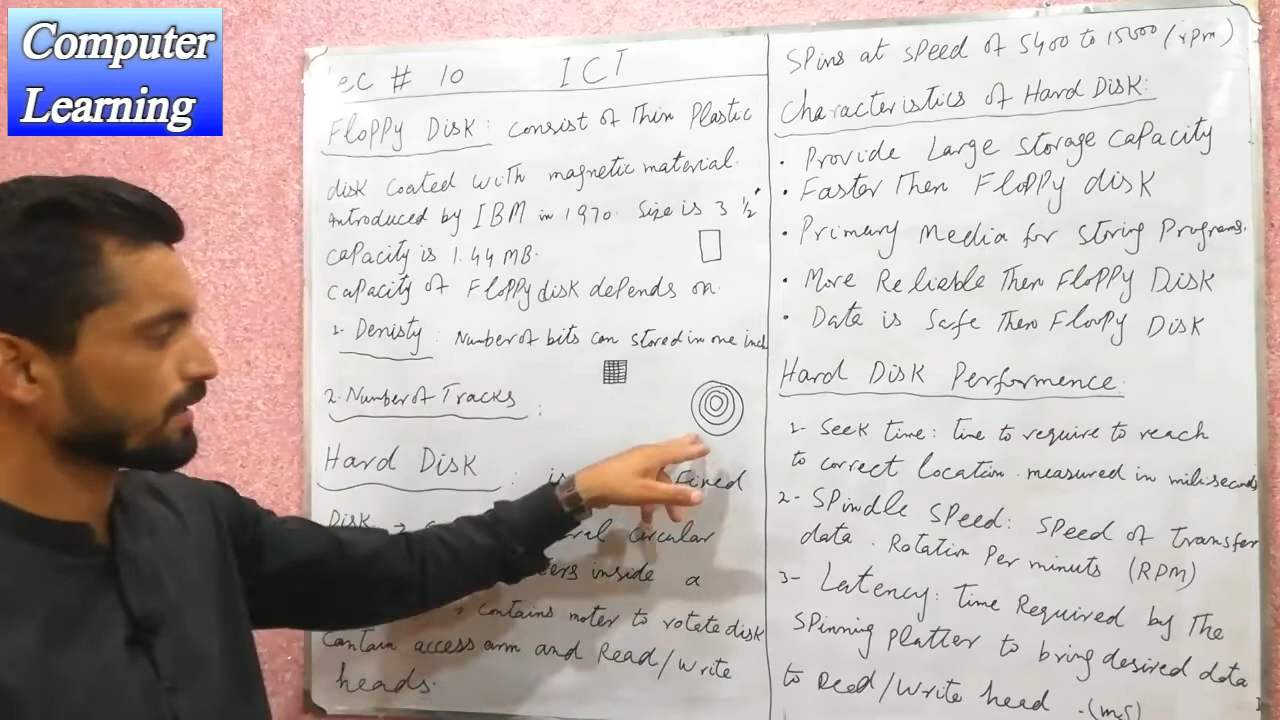 Computer
Learning
ec # 10 ICT
Floppy Disk: consist of Thin Plastic
disk coated with magnetic material.
introduced by IBM in 1970. Size is 3 ½"
capacity is 1.44 MB.
capacity of Floppy disk depends on.
1- Denisty: Number of bits can stored in one inch
2- Number of Tracks:
Hard Disk: is Fixed
Disk → circular
inside a
contains moter to rotete disk
Contain access arm and Read/write
heads.
Spins at speed of 5400 to 15000 (rpm)
Characteristics of Hard Disk:
• Provide Large storage capacity
• Faster Then Floppy disk
• Primary Media for storing Programs.
• More Reliable Then Floppy Disk
• Data is Safe Then Floppy Disk
Hard Disk Performence.
1- Seek time: time to require to reach
to correct location. measured in miliseconds
2- Spindle Speed: Speed of Transfer
data. Rotation Per minuts (RPM)
3- Latency: Time Required by The
Spinning platter to bring desired data
to Read/Write head. (ms)